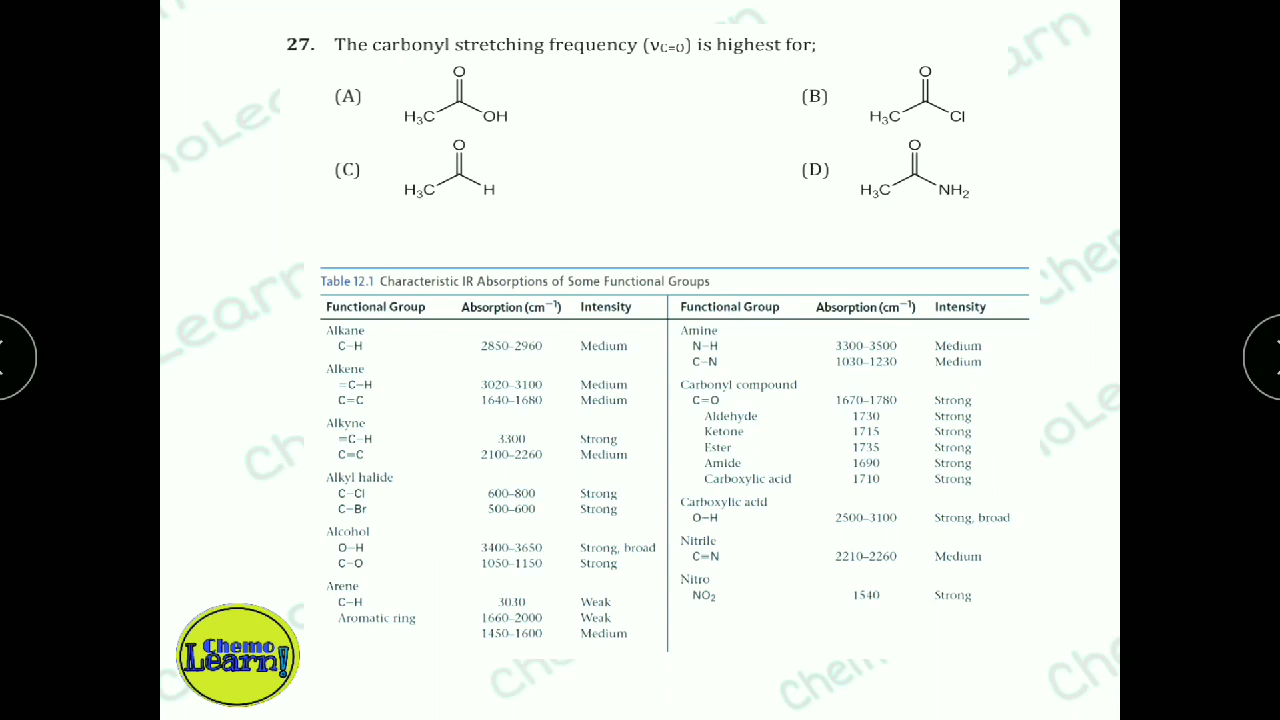 27. The carbonyl stretching frequency (νC=O) is highest for;
(A) O H₃C OH
(B) O H₃C Cl
(C) O H₃C H
(D) O H₃C NH₂
Table 12.1 Characteristic IR Absorptions of Some Functional Groups
Functional Group Absorption (cm⁻¹) Intensity Functional Group Absorption (cm⁻¹) Intensity
Alkane
C–H 2850–2960 Medium
Alkene
=C–H 3020–3100 Medium
C=C 1640–1680 Medium
Alkyne
≡C–H 3300 Strong
C≡C 2100–2260 Medium
Alkyl halide
C–Cl 600–800 Strong
C–Br 500–600 Strong
Alcohol
O–H 3400–3650 Strong, broad
C–O 1050–1150 Strong
Arene
C–H 3030 Weak
Aromatic ring 1660–2000 Weak
1450–1600 Medium
Amine
N–H 3300–3500 Medium
C–N 1030–1230 Medium
Carbonyl compound
C=O 1670–1780 Strong
Aldehyde 1730 Strong
Ketone 1715 Strong
Ester 1735 Strong
Amide 1690 Strong
Carboxylic acid 1710 Strong
Carboxylic acid
O–H 2500–3100 Strong, broad
Nitrile
C≡N 2210–2260 Medium
Nitro
NO₂ 1540 Strong
Chemo
Learn!